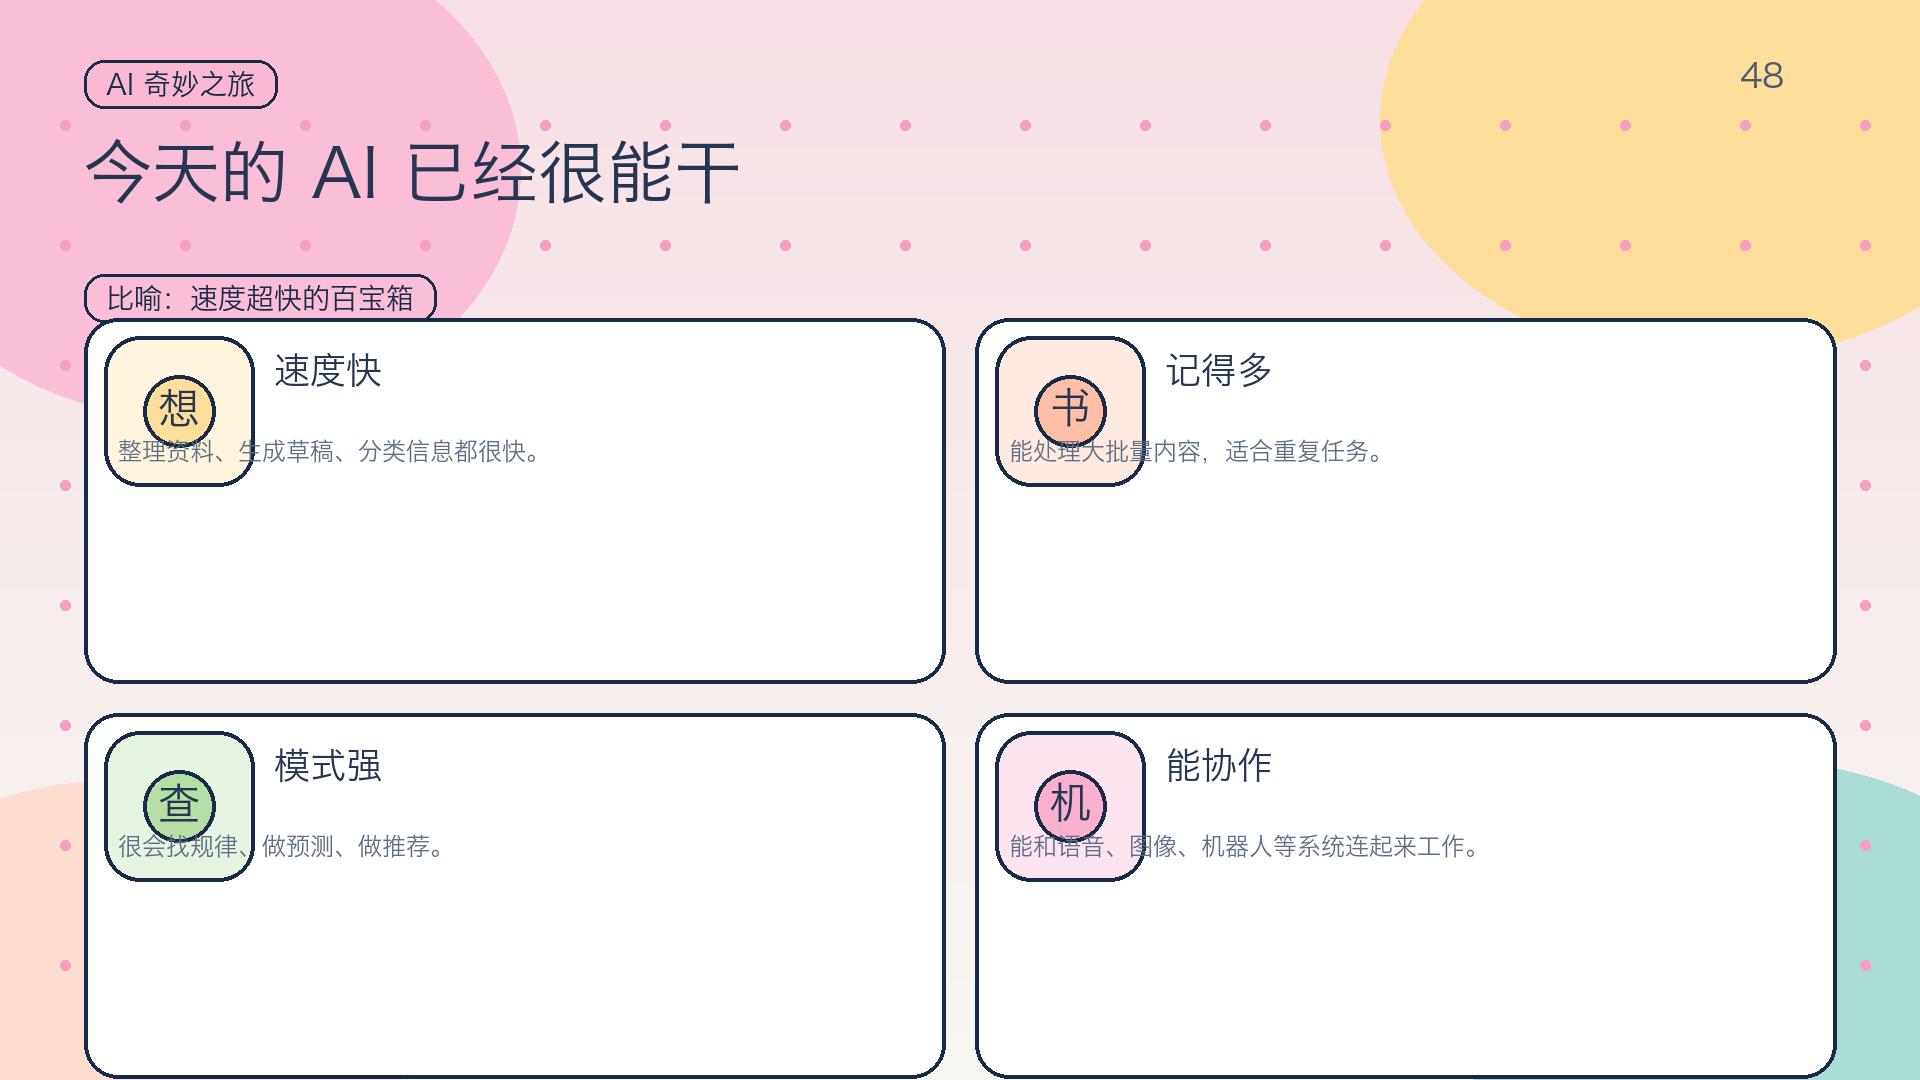 AI 奇妙之旅
48
今天的 AI 已经很能干
比喻：速度超快的百宝箱
想
速度快
整理资料、生成草稿、分类信息都很快。
书
记得多
能处理大批量内容，适合重复任务。
查
模式强
很会找规律、做预测、做推荐。
机
能协作
能和语音、图像、机器人等系统连起来工作。